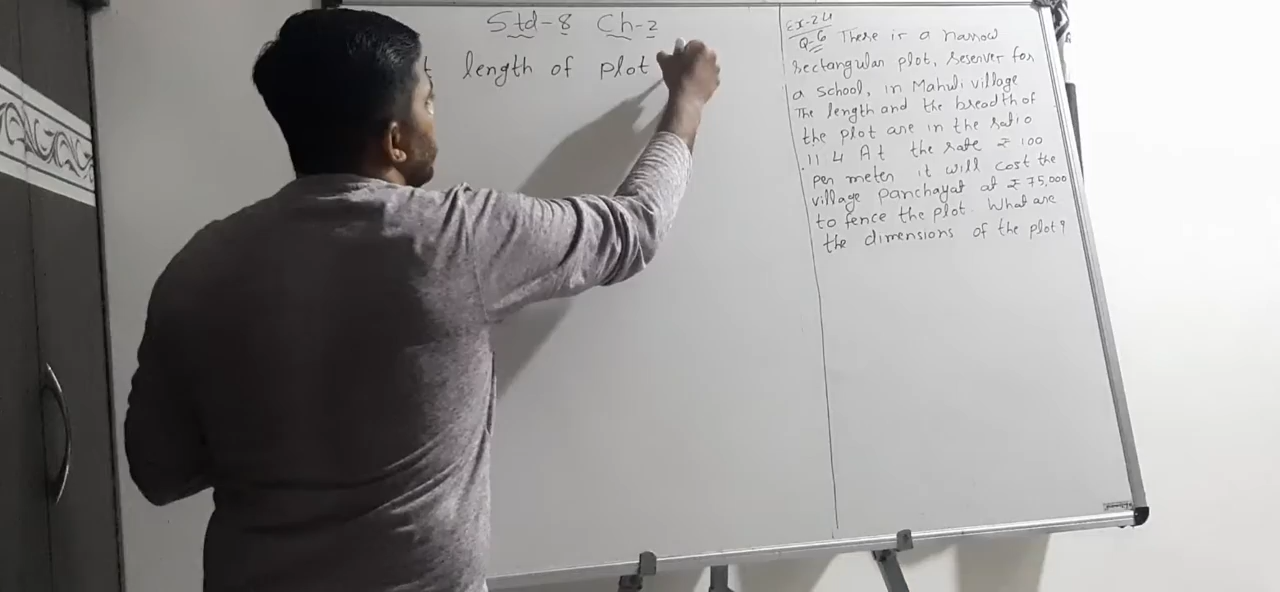 Std-8 Ch-2
length of plot
Ex-2.4
Q-6 There is a narrow
rectangular plot, reserver for
a school, in Mahuli village
The length and the breadth of
the plot are in the ratio
11 4 At the rate ₹ 100
per meter it will cost the
village panchayat at ₹ 75,000
to fence the plot. What are
the dimensions of the plot?